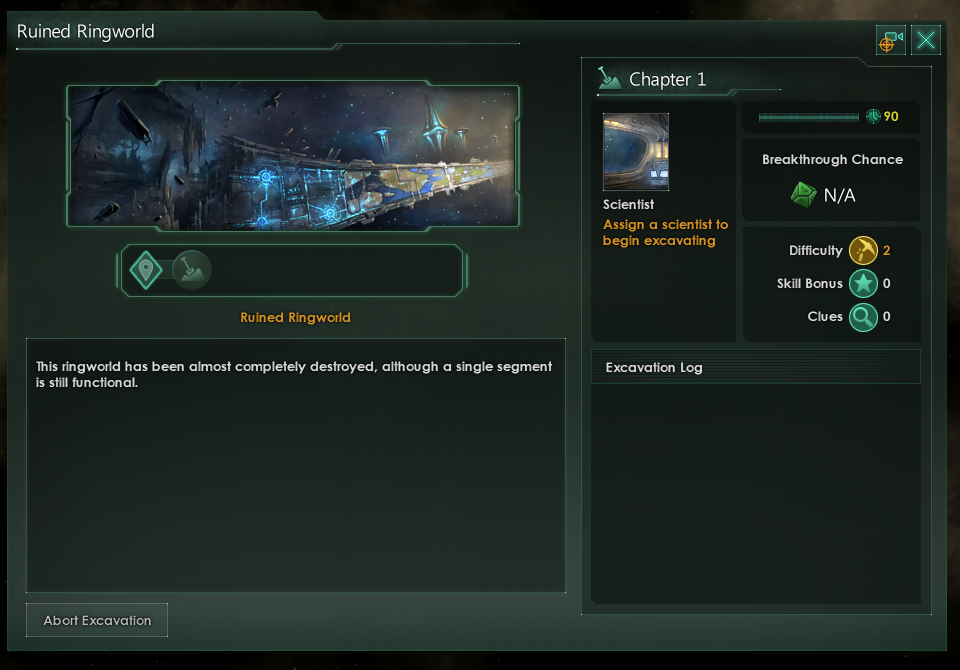 Ruined Ringworld
Ruined Ringworld
This ringworld has been almost completely destroyed, although a single segment
is still functional.
Abort Excavation
Chapter 1
Scientist
Assign a scientist to
begin excavating
90
Breakthrough Chance
N/A
Difficulty 2
Skill Bonus 0
Clues 0
Excavation Log